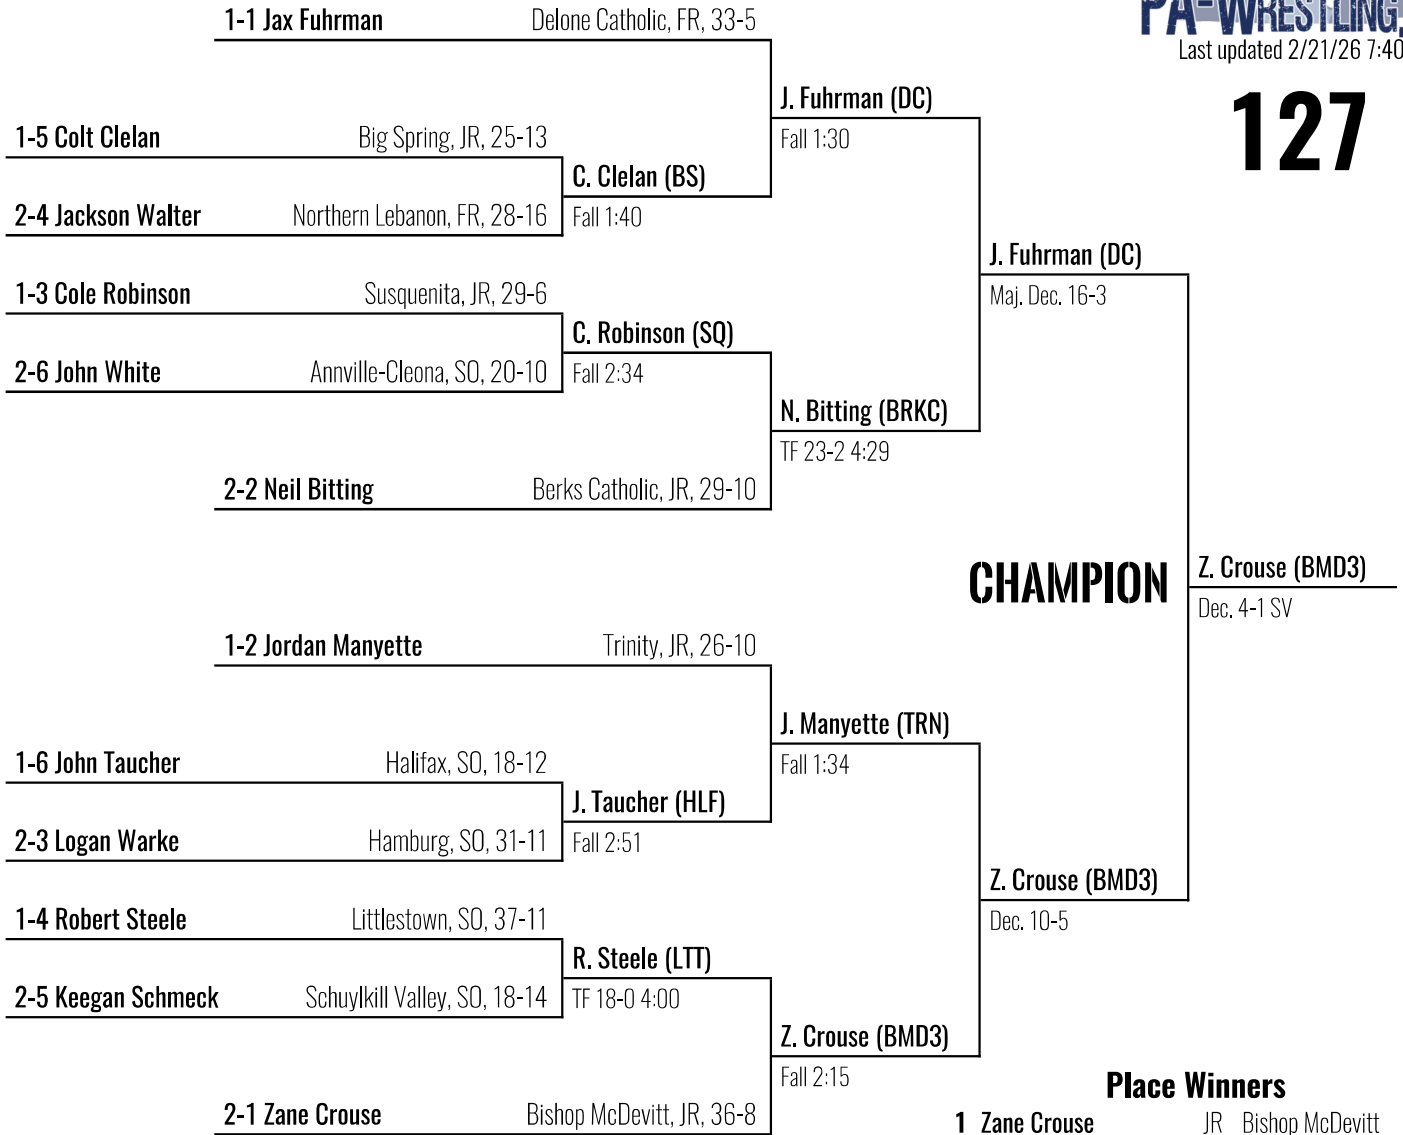 PA-WRESTLING
Last updated 2/21/26 7:40
127
1-1 Jax Fuhrman Delone Catholic, FR, 33-5
J. Fuhrman (DC)
Fall 1:30
1-5 Colt Clelan Big Spring, JR, 25-13
C. Clelan (BS)
Fall 1:40
2-4 Jackson Walter Northern Lebanon, FR, 28-16
J. Fuhrman (DC)
Maj. Dec. 16-3
1-3 Cole Robinson Susquenita, JR, 29-6
C. Robinson (SQ)
Fall 2:34
2-6 John White Annville-Cleona, SO, 20-10
N. Bitting (BRKC)
TF 23-2 4:29
2-2 Neil Bitting Berks Catholic, JR, 29-10
CHAMPION
Z. Crouse (BMD3)
Dec. 4-1 SV
1-2 Jordan Manyette Trinity, JR, 26-10
J. Manyette (TRN)
Fall 1:34
1-6 John Taucher Halifax, SO, 18-12
J. Taucher (HLF)
Fall 2:51
2-3 Logan Warke Hamburg, SO, 31-11
Z. Crouse (BMD3)
Dec. 10-5
1-4 Robert Steele Littlestown, SO, 37-11
R. Steele (LTT)
TF 18-0 4:00
2-5 Keegan Schmeck Schuylkill Valley, SO, 18-14
Z. Crouse (BMD3)
Fall 2:15
2-1 Zane Crouse Bishop McDevitt, JR, 36-8
Place Winners
1 Zane Crouse JR Bishop McDevitt